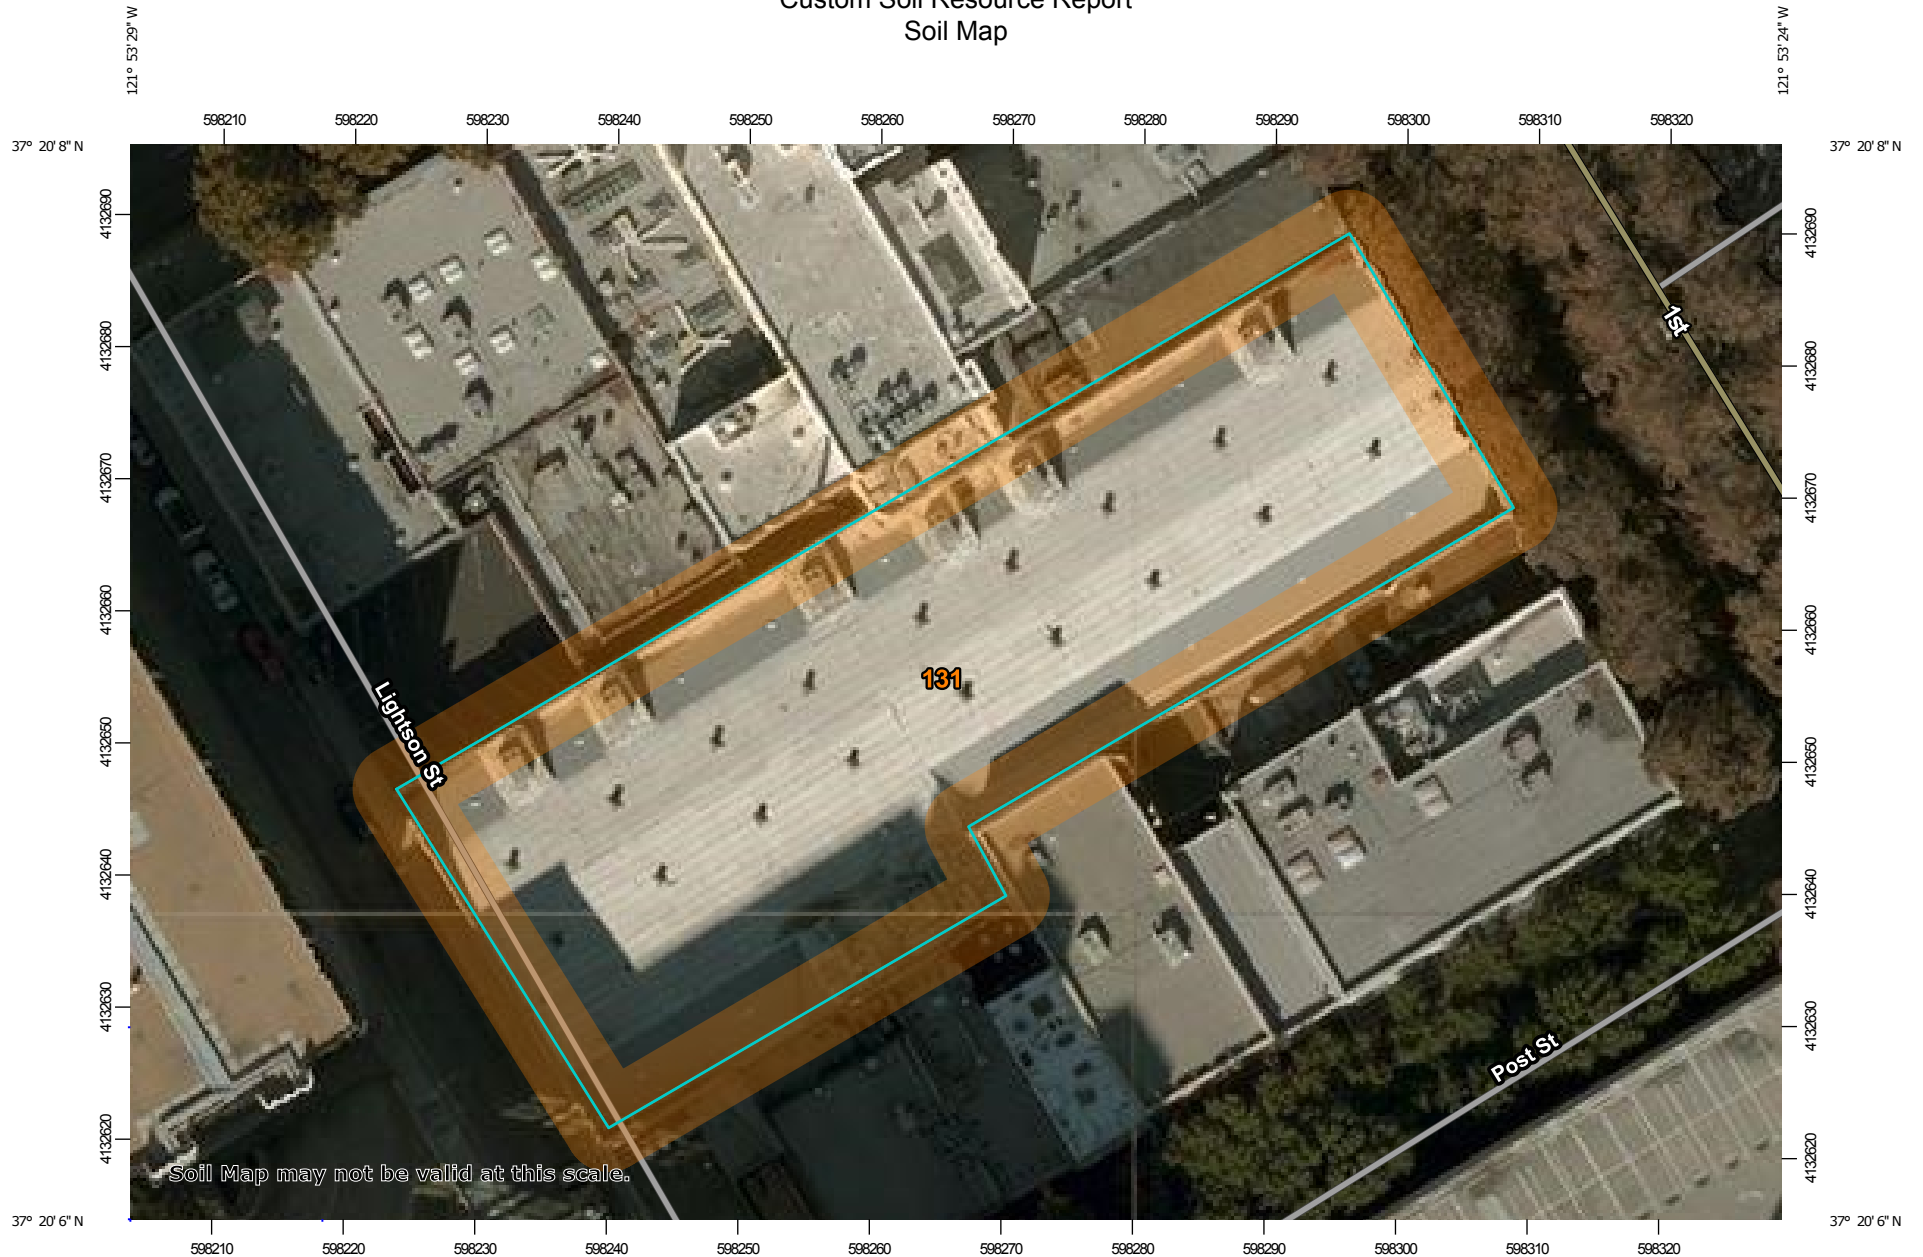 Custom Soil Resource Report
Soil Map
121° 53' 29" W
121° 53' 24" W
598210 598220 598230 598240 598250 598260 598270 598280 598290 598300 598310 598320
37° 20' 8" N
37° 20' 8" N
4132690
4132680
4132670
4132660
4132650
4132640
4132630
4132620
4132690
4132680
4132670
4132660
4132650
4132640
4132630
4132620
1st
131
Lightson St
Post St
Soil Map may not be valid at this scale.
37° 20' 6" N
37° 20' 6" N
598210 598220 598230 598240 598250 598260 598270 598280 598290 598300 598310 598320